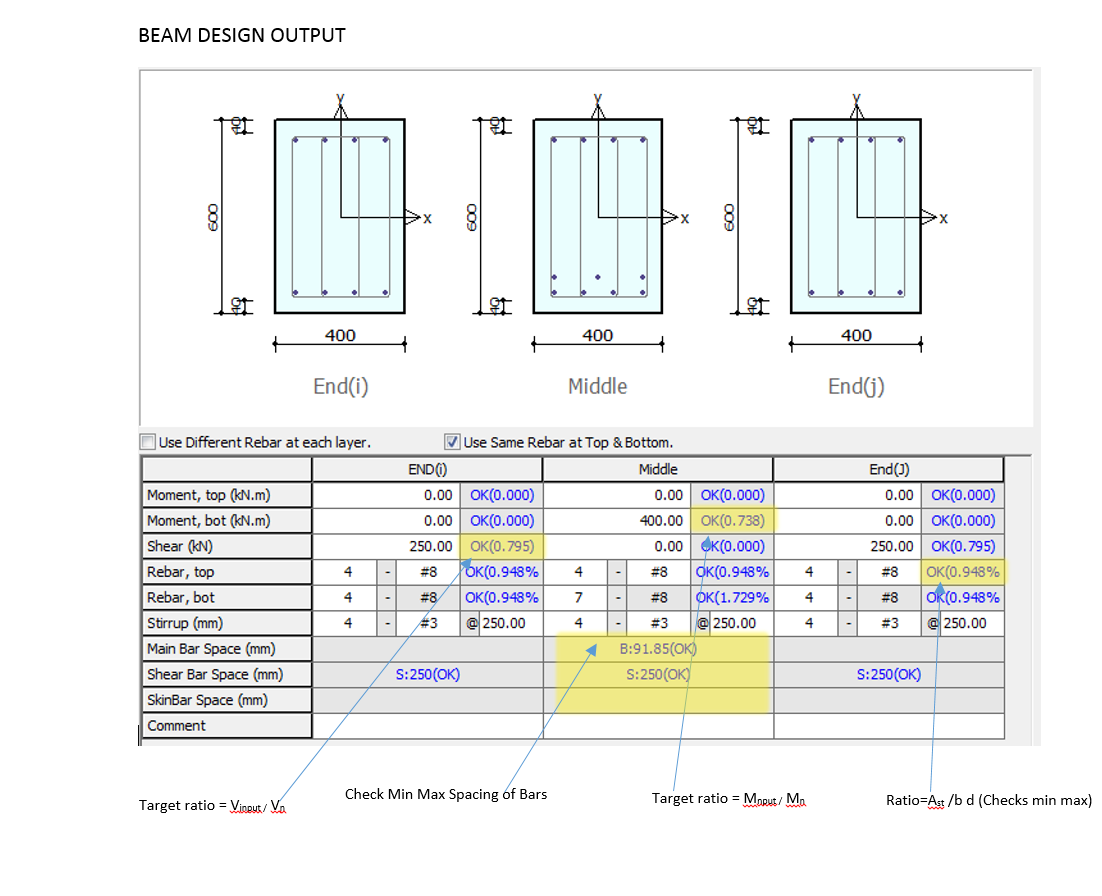 BEAM DESIGN OUTPUT
y y y
40 40 40
600 x 600 x 600 x
40 40 40
400 400 400
End(i) Middle End(j)
Use Different Rebar at each layer. Use Same Rebar at Top & Bottom.
END(i) Middle End(J)
Moment, top (kN.m) 0.00 OK(0.000) 0.00 OK(0.000) 0.00 OK(0.000)
Moment, bot (kN.m) 0.00 OK(0.000) 400.00 OK(0.738) 0.00 OK(0.000)
Shear (kN) 250.00 OK(0.795) 0.00 OK(0.000) 250.00 OK(0.795)
Rebar, top 4 - #8 OK(0.948% 4 - #8 OK(0.948% 4 - #8 OK(0.948%
Rebar, bot 4 - #8 OK(0.948% 7 - #8 OK(1.729% 4 - #8 OK(0.948%
Stirrup (mm) 4 - #3 @ 250.00 4 - #3 @ 250.00 4 - #3 @ 250.00
Main Bar Space (mm) B:91.85(OK)
Shear Bar Space (mm) S:250(OK) S:250(OK) S:250(OK)
SkinBar Space (mm)
Comment
Target ratio = Vinput / Vn Check Min Max Spacing of Bars Target ratio = Mnput / Mn Ratio=Ast /b d (Checks min max)